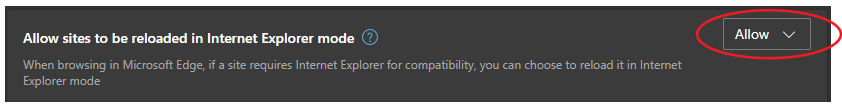 Allow sites to be reloaded in Internet Explorer mode ?
Allow
When browsing in Microsoft Edge, if a site requires Internet Explorer for compatibility, you can choose to reload it in Internet
Explorer mode